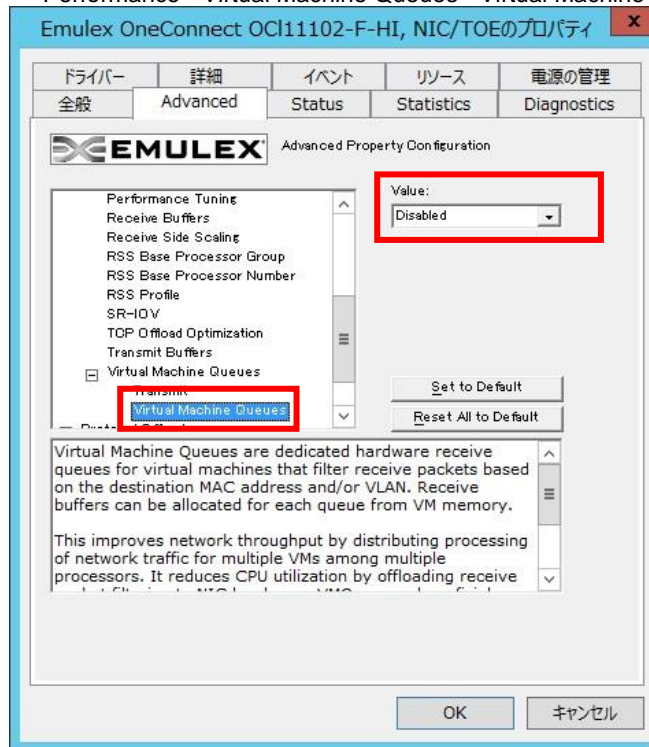 Performance - Virtual Machine Queues - Virtual Machine
Emulex OneConnect OCl11102-F-HI, NIC/TOEのプロパティ
x
ドライバー 詳細 イベント リソース 電源の管理
全般 Advanced Status Statistics Diagnostics
EMULEX Advanced Property Configuration
Value:
Disabled
Performance Tuning
Receive Buffers
Receive Side Scaling
RSS Base Processor Group
RSS Base Processor Number
RSS Profile
SR-IOV
TCP Offload Optimization
Transmit Buffers
Virtual Machine Queues
Transmit
Virtual Machine Queues
Set to Default
Reset All to Default
Virtual Machine Queues are dedicated hardware receive
queues for virtual machines that filter receive packets based
on the destination MAC address and/or VLAN. Receive
buffers can be allocated for each queue from VM memory.
This improves network throughput by distributing processing
of network traffic for multiple VMs among multiple
processors. It reduces CPU utilization by offloading receive
OK キャンセル